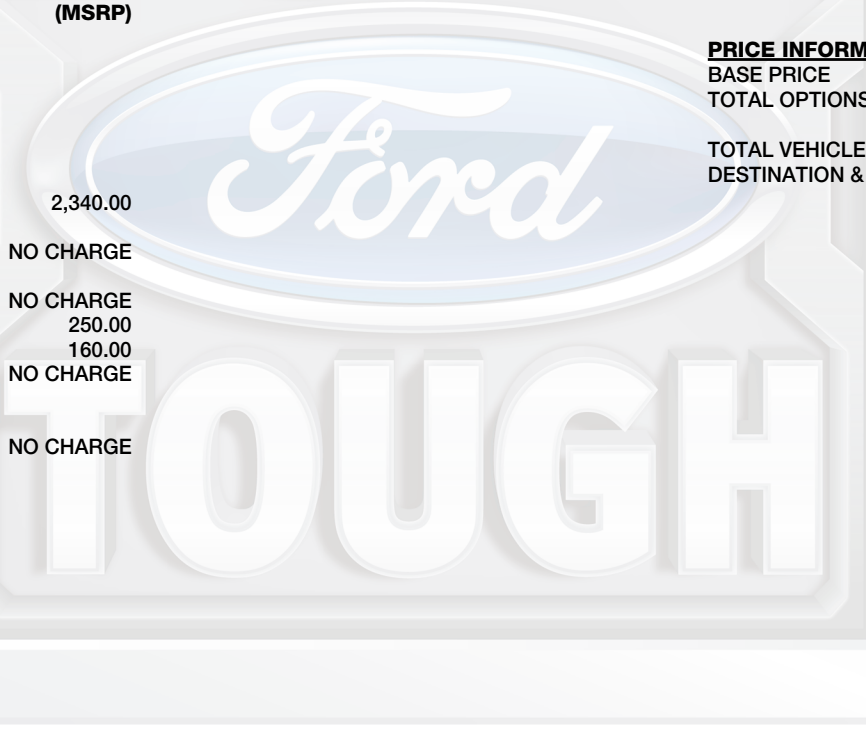 (MSRP)
2,340.00
NO CHARGE
NO CHARGE
250.00
160.00
NO CHARGE
NO CHARGE
PRICE INFORM
BASE PRICE
TOTAL OPTIONS
TOTAL VEHICLE
DESTINATION &
Ford
TOUGH